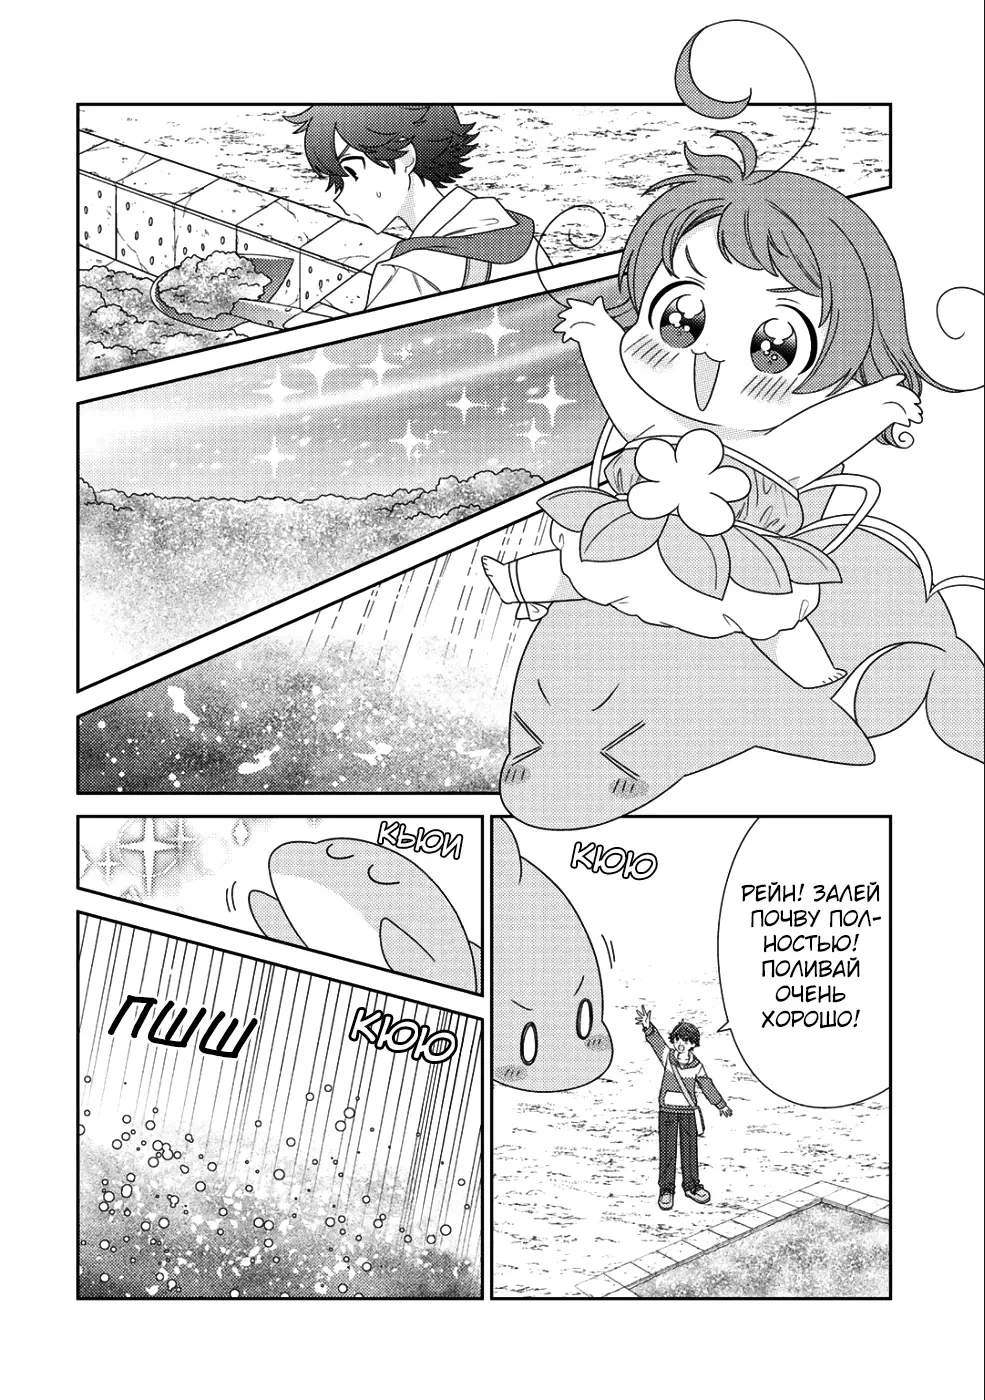 КЮЮ
РЕЙН! ЗАЛЕЙ
ПОЧВУ ПОЛ-
НОСТЬЮ!
ПОЛИВАЙ
ОЧЕНЬ
ХОРОШО!
КЬЮИ
ПШШ
КЮЮ